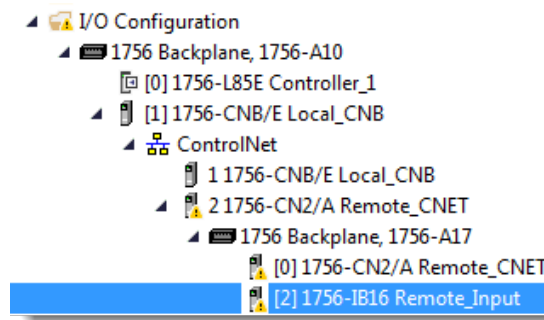 I/O Configuration
1756 Backplane, 1756-A10
[0] 1756-L85E Controller_1
[1] 1756-CNB/E Local_CNB
ControlNet
1 1756-CNB/E Local_CNB
2 1756-CN2/A Remote_CNET
1756 Backplane, 1756-A17
[0] 1756-CN2/A Remote_CNET
[2] 1756-IB16 Remote_Input